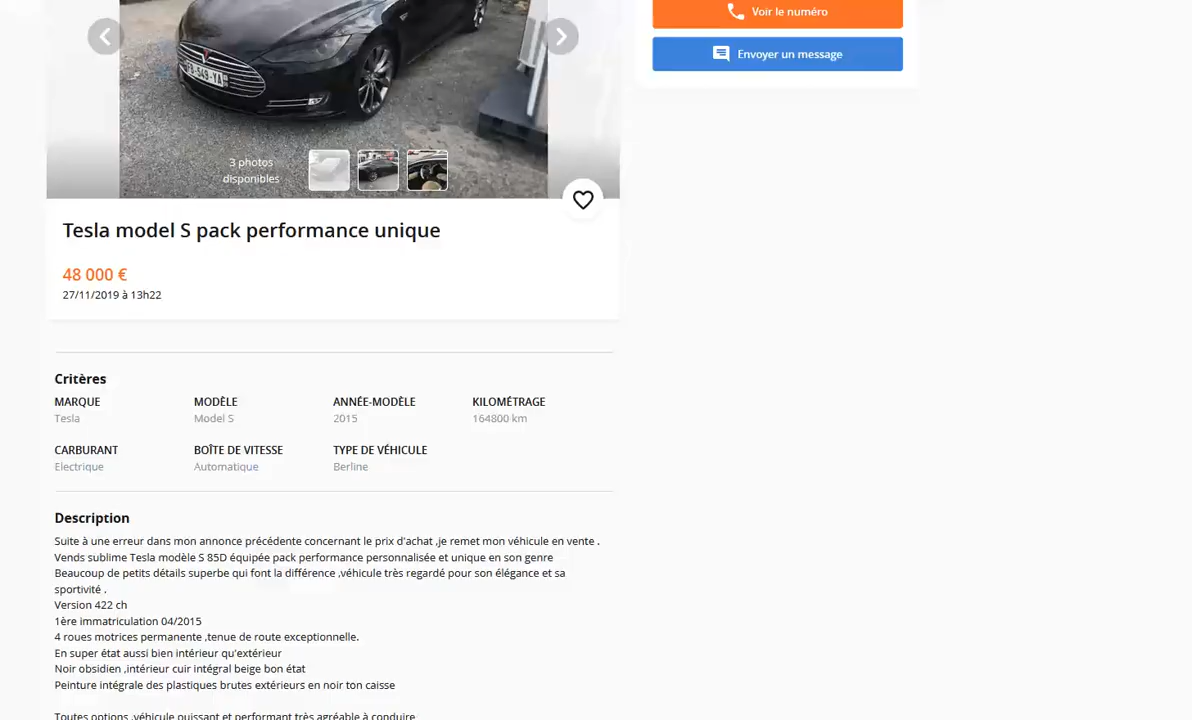 Voir le numéro
Envoyer un message
3 photos
disponibles
Tesla model S pack performance unique
48 000 €
27/11/2019 à 13h22
Critères
MARQUE MODÈLE ANNÉE-MODÈLE KILOMÉTRAGE
Tesla Model S 2015 164800 km
CARBURANT BOÎTE DE VITESSE TYPE DE VÉHICULE
Electrique Automatique Berline
Description
Suite à une erreur dans mon annonce précédente concernant le prix d'achat ,je remet mon véhicule en vente .
Vends sublime Tesla modèle S 85D équipée pack performance personnalisée et unique en son genre
Beaucoup de petits détails superbe qui font la différence ,véhicule très regardé pour son élégance et sa
sportivité .
Version 422 ch
1ère immatriculation 04/2015
4 roues motrices permanente ,tenue de route exceptionnelle.
En super état aussi bien intérieur qu'extérieur
Noir obsidien ,intérieur cuir intégral beige bon état
Peinture intégrale des plastiques brutes extérieurs en noir ton caisse
Toutes options ,véhicule puissant et performant très agréable à conduire